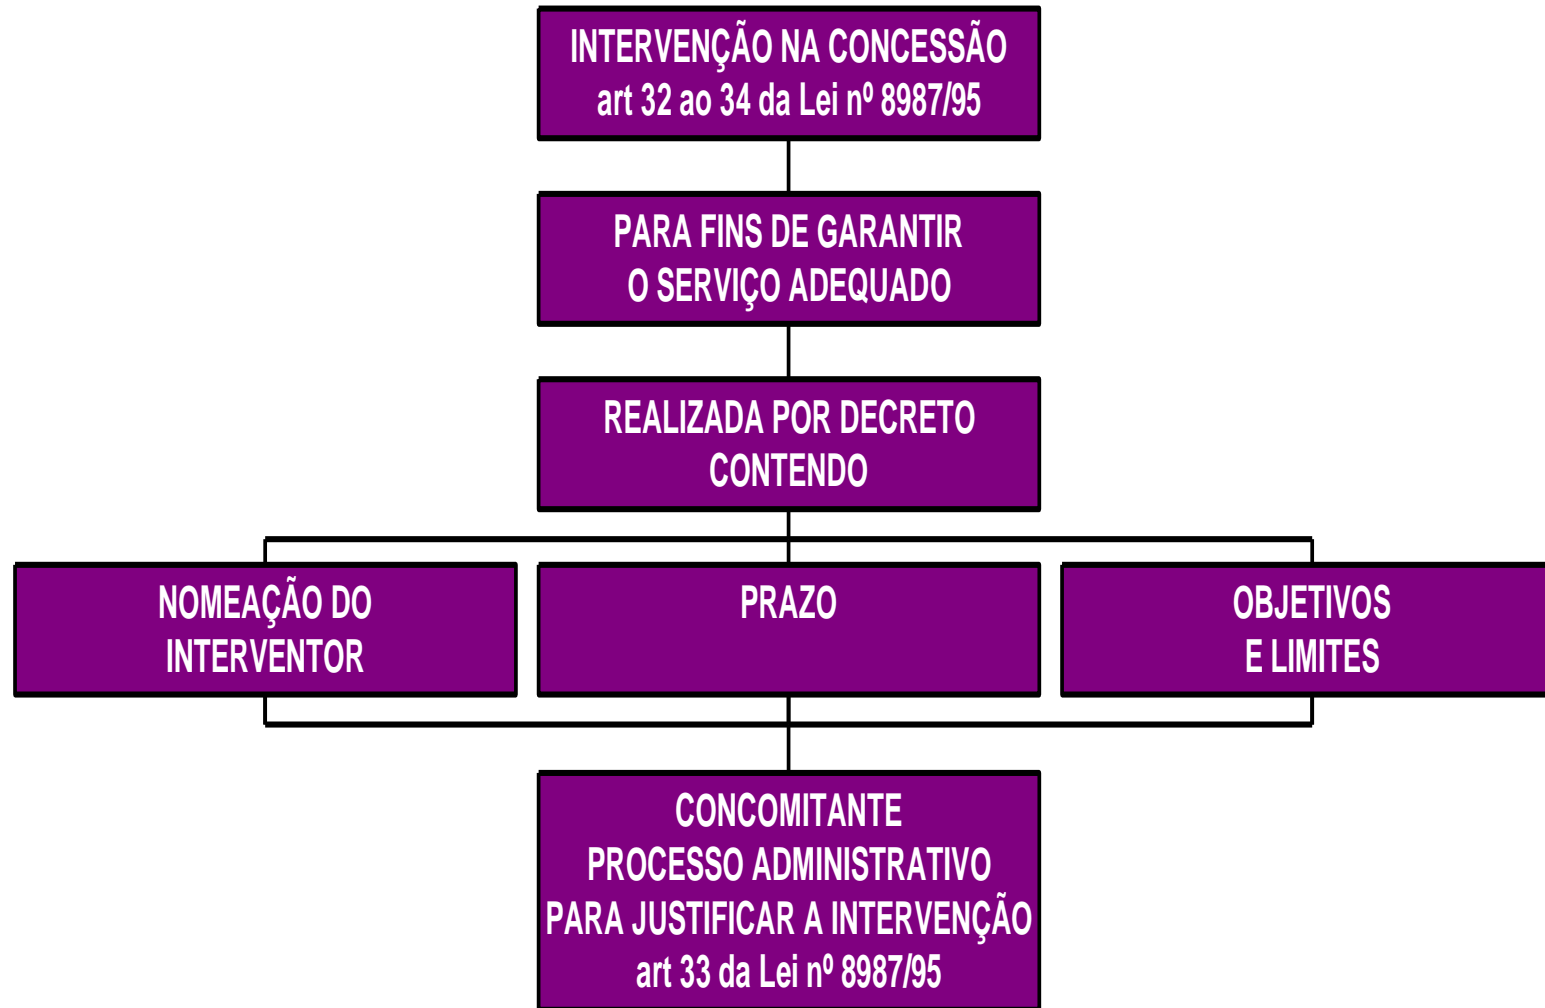 INTERVENÇÃO NA CONCESSÃO
art 32 ao 34 da Lei nº 8987/95
PARA FINS DE GARANTIR
O SERVIÇO ADEQUADO
REALIZADA POR DECRETO
CONTENDO
NOMEAÇÃO DO
INTERVENTOR
PRAZO
OBJETIVOS
E LIMITES
CONCOMITANTE
PROCESSO ADMINISTRATIVO
PARA JUSTIFICAR A INTERVENÇÃO
art 33 da Lei nº 8987/95